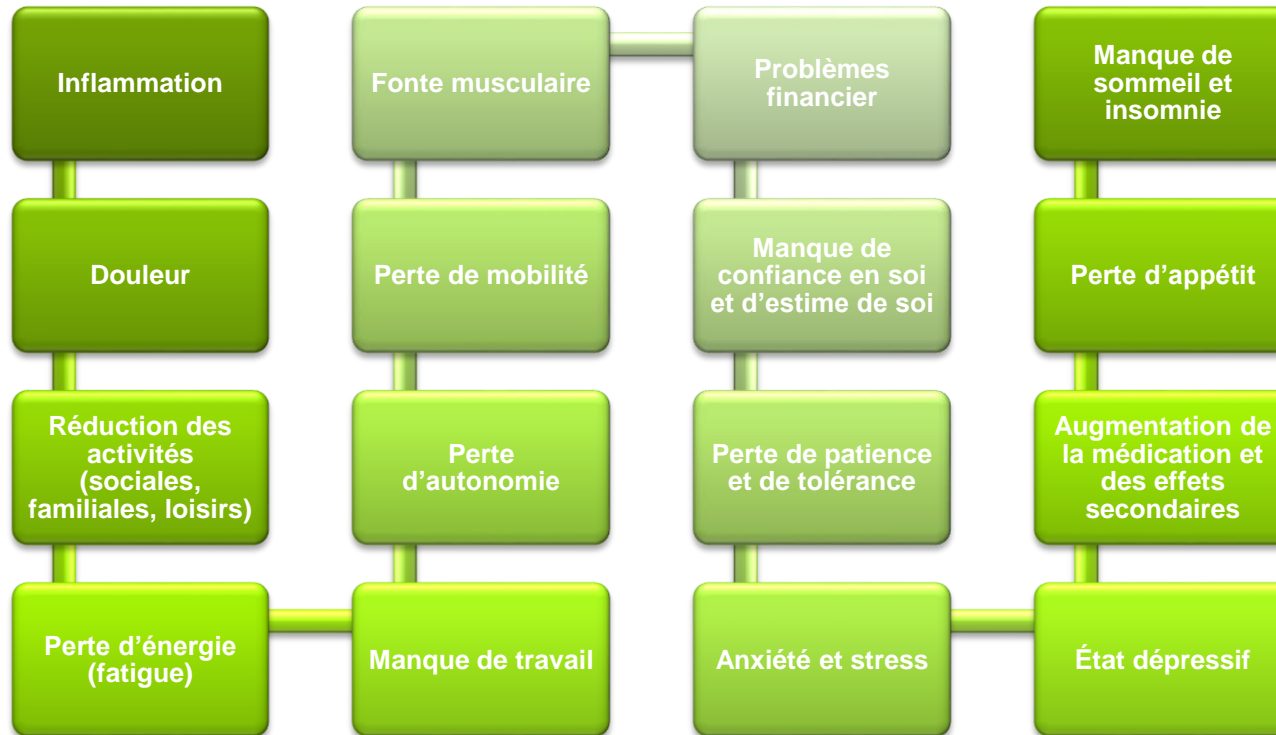 Inflammation
Douleur
Réduction des
activités
(sociales,
familiales, loisirs)
Perte d’énergie
(fatigue)
Manque de travail
Perte
d’autonomie
Perte de mobilité
Fonte musculaire
Problèmes
financier
Manque de
confiance en soi
et d’estime de soi
Perte de patience
et de tolérance
Anxiété et stress
État dépressif
Augmentation de
la médication et
des effets
secondaires
Perte d’appétit
Manque de
sommeil et
insomnie